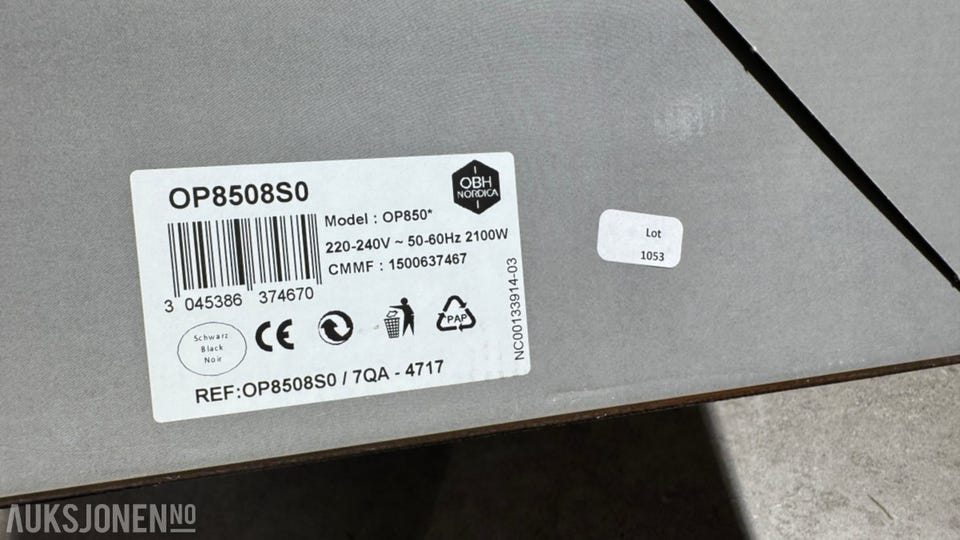 OP8508S0
OBH
NORDICA
Model : OP850*
220-240V ~ 50-60Hz 2100W
CMMF : 1500637467
3 045386 374670
Schwarz
Black
Noir
CE
PAP
REF:OP8508S0 / 7QA - 4717
NC00133914-03
Lot
1053
AUKSJONEN.NO